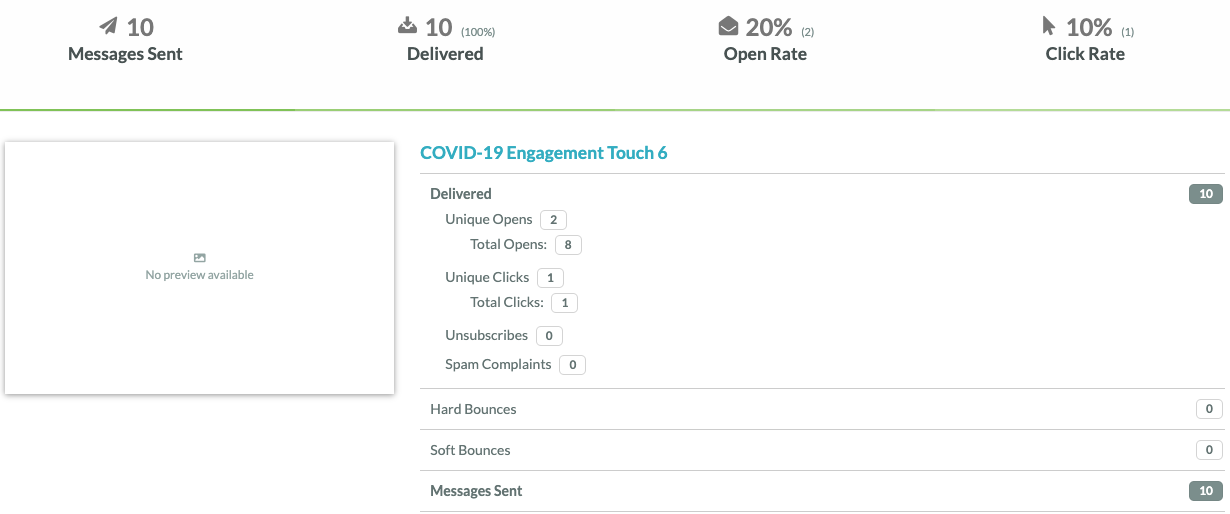 10
Messages Sent
10 (100%)
Delivered
20% (2)
Open Rate
10% (1)
Click Rate
No preview available
COVID-19 Engagement Touch 6
Delivered 10
Unique Opens 2
Total Opens: 8
Unique Clicks 1
Total Clicks: 1
Unsubscribes 0
Spam Complaints 0
Hard Bounces 0
Soft Bounces 0
Messages Sent 10